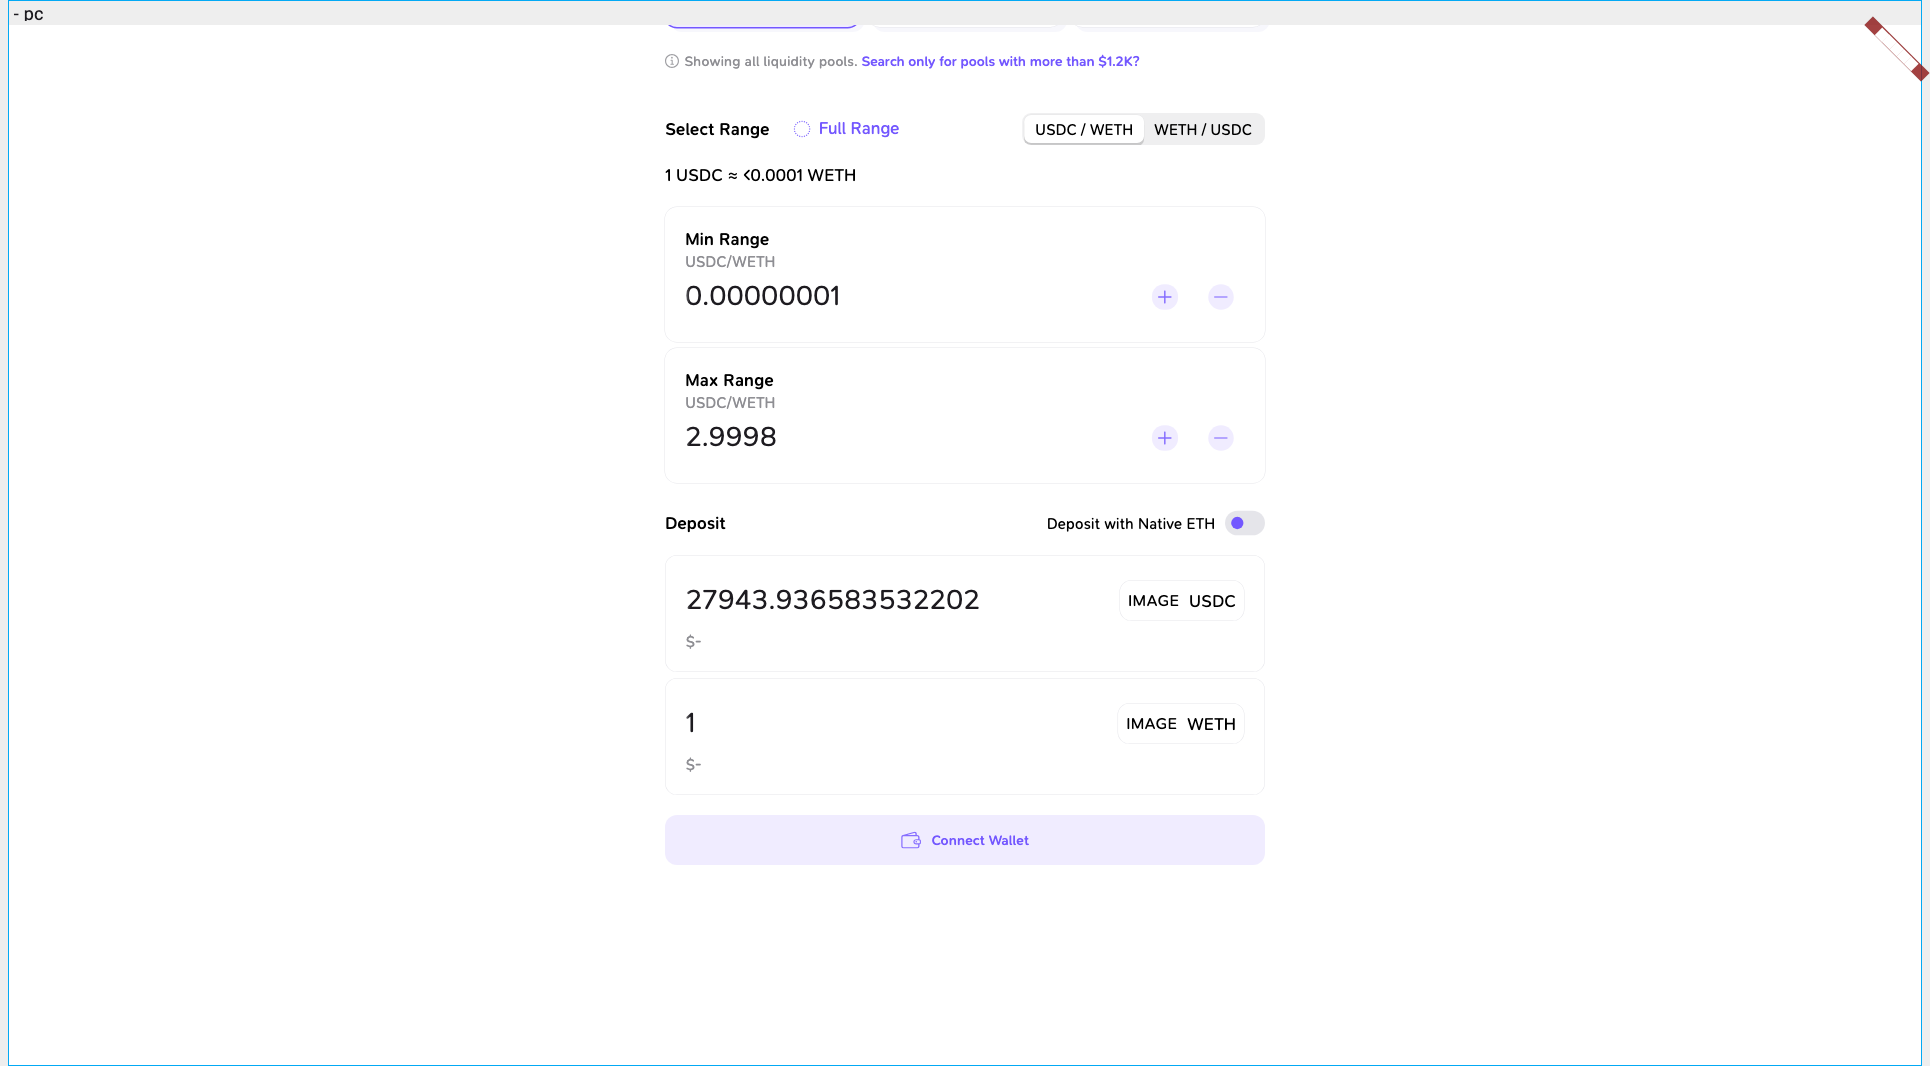 - pc
Showing all liquidity pools. Search only for pools with more than $1.2K?
Select Range Full Range USDC / WETH WETH / USDC
1 USDC ≈ <0.0001 WETH
Min Range
USDC/WETH
0.00000001
Max Range
USDC/WETH
2.9998
Deposit Deposit with Native ETH
27943.936583532202 IMAGE USDC
$-
1 IMAGE WETH
$-
Connect Wallet